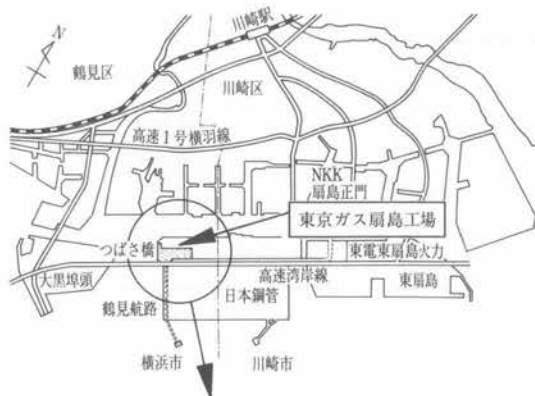 川崎駅
N
鶴見区
川崎区
高速1号横羽線
NKK
扇島正門
東京ガス扇島工場
つばさ橋
東電東扇島火力
高速湾岸線
大黒埠頭
東扇島
日本鋼管
鶴見航路
横浜市
川崎市